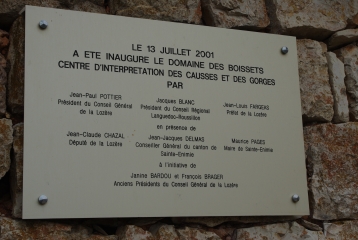 LE 13 JUILLET 2001
A ETE INAUGURE LE DOMAINE DES BOISSETS
CENTRE D'INTERPRETATION DES CAUSSES ET DES GORGES
PAR
Jean-Paul POTTIER
Président du Conseil Général
de la Lozère
Jacques BLANC
Président du Conseil Régional
Languedoc-Roussillon
Jean-Louis FARGEAS
Préfet de la Lozère
en présence de
Jean-Claude CHAZAL
Député de la Lozère
Jean-Jacques DELMAS
Conseiller Général du canton de
Sainte-Enimie
Maurice PAGES
Maire de Sainte-Enimie
à l'initiative de
Janine BARDOU et François BRAGER
Anciens Présidents du Conseil Général de la Lozère